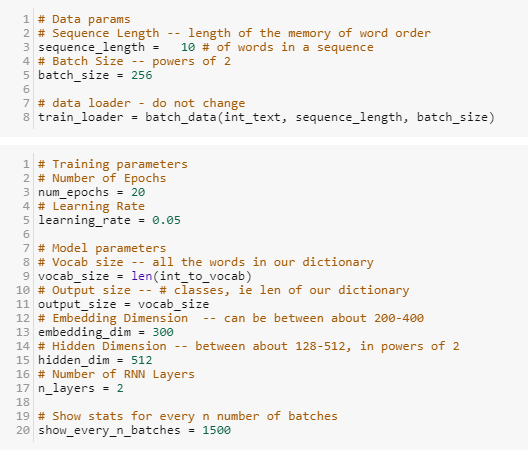 1 # Data params
2 # Sequence Length -- length of the memory of word order
3 sequence_length =   10 # of words in a sequence
4 # Batch Size -- powers of 2
5 batch_size = 256
6
7 # data loader - do not change
8 train_loader = batch_data(int_text, sequence_length, batch_size)
1 # Training parameters
2 # Number of Epochs
3 num_epochs = 20
4 # Learning Rate
5 learning_rate = 0.05
6
7 # Model parameters
8 # Vocab size -- all the words in our dictionary
9 vocab_size = len(int_to_vocab)
10 # Output size -- # classes, ie len of our dictionary
11 output_size = vocab_size
12 # Embedding Dimension  -- can be between about 200-400
13 embedding_dim = 300
14 # Hidden Dimension -- between about 128-512, in powers of 2
15 hidden_dim = 512
16 # Number of RNN Layers
17 n_layers = 2
18
19 # Show stats for every n number of batches
20 show_every_n_batches = 1500